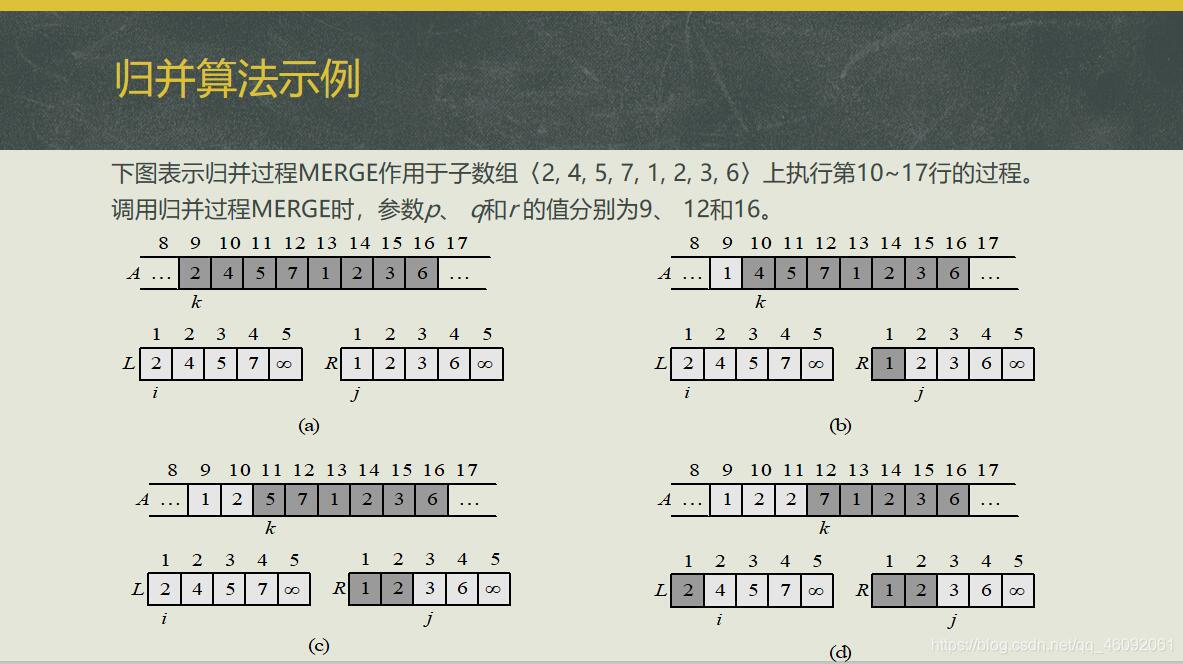 归并算法示例
下图表示归并过程MERGE作用于子数组〈2, 4, 5, 7, 1, 2, 3, 6〉上执行第10~17行的过程。
调用归并过程MERGE时，参数p、 q和r 的值分别为9、 12和16。
8 9 10 11 12 13 14 15 16 17
A … 2 4 5 7 1 2 3 6 …
k
1 2 3 4 5 1 2 3 4 5
L 2 4 5 7 ∞ R 1 2 3 6 ∞
i j
(a)
8 9 10 11 12 13 14 15 16 17
A … 1 4 5 7 1 2 3 6 …
k
1 2 3 4 5 1 2 3 4 5
L 2 4 5 7 ∞ R 1 2 3 6 ∞
i j
(b)
8 9 10 11 12 13 14 15 16 17
A … 1 2 5 7 1 2 3 6 …
k
1 2 3 4 5 1 2 3 4 5
L 2 4 5 7 ∞ R 1 2 3 6 ∞
i j
(c)
8 9 10 11 12 13 14 15 16 17
A … 1 2 2 7 1 2 3 6 …
k
1 2 3 4 5 1 2 3 4 5
L 2 4 5 7 ∞ R 1 2 3 6 ∞
i j
(d)
https://blog.csdn.net/qq_46092061